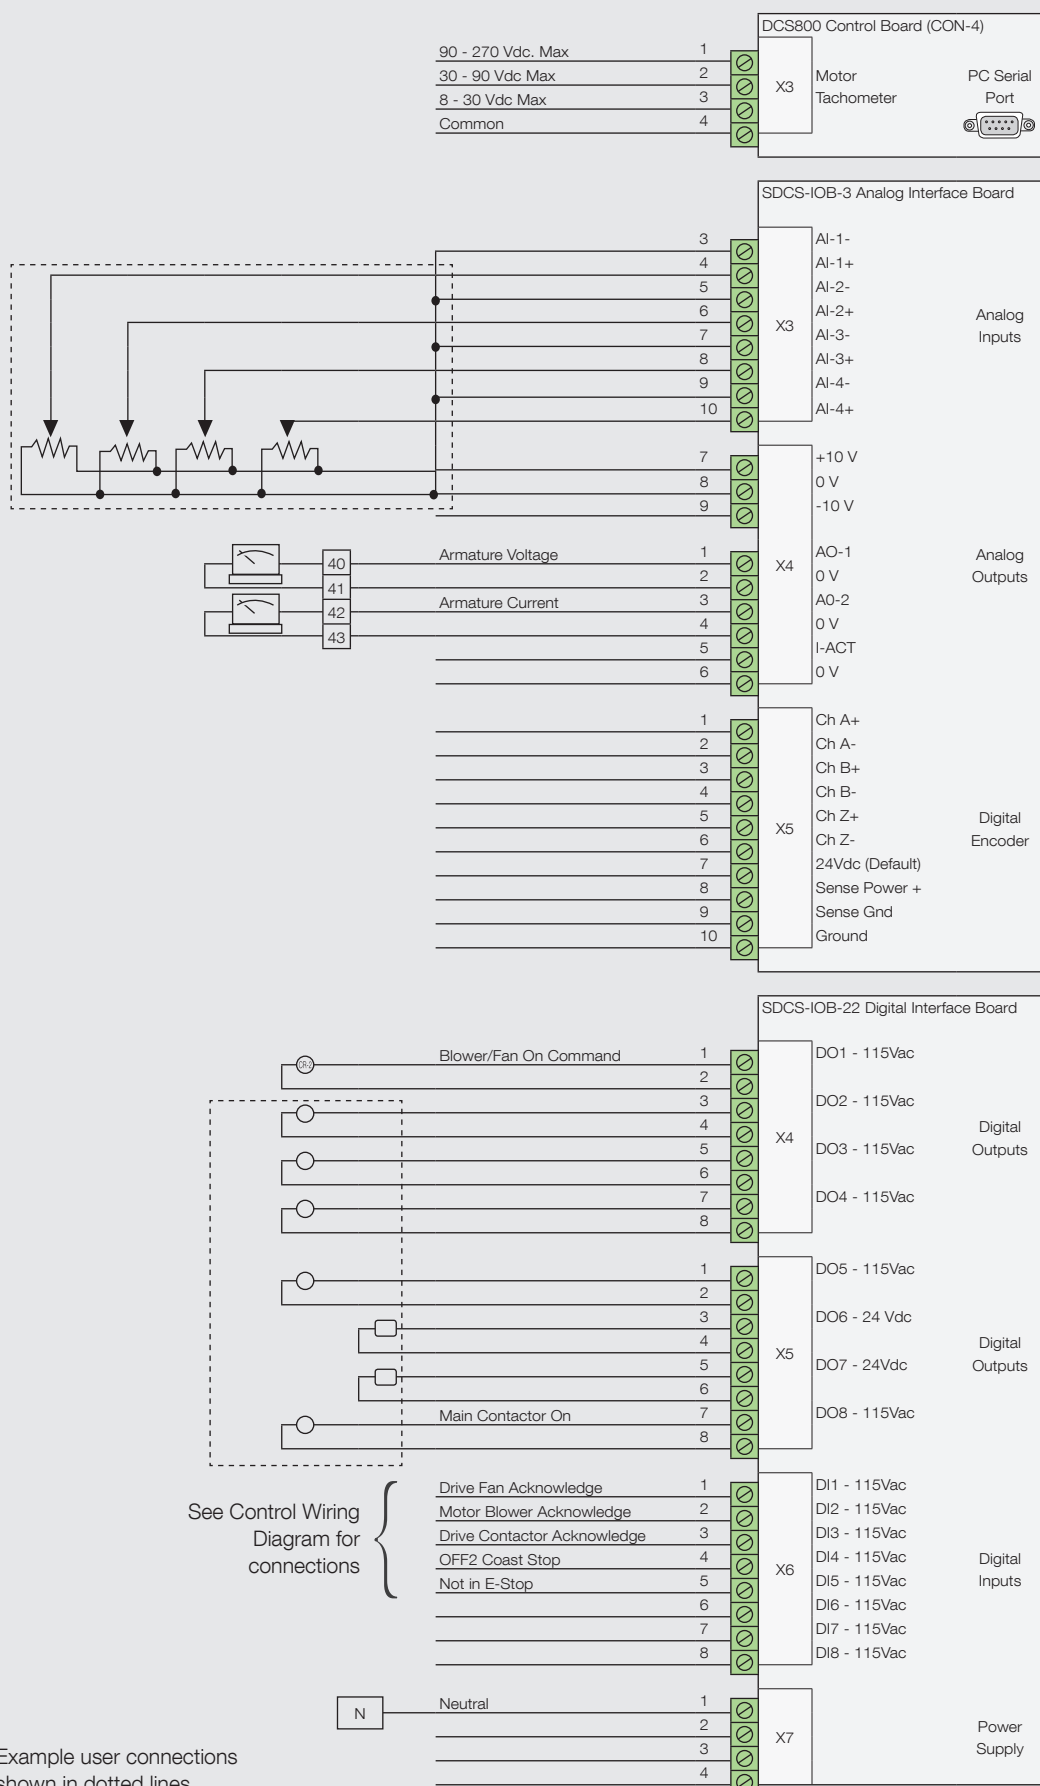 DCS800 Control Board (CON-4)
90 - 270 Vdc. Max 1
30 - 90 Vdc Max 2
8 - 30 Vdc Max 3
Common 4
X3
Motor
Tachometer
PC Serial
Port
SDCS-IOB-3 Analog Interface Board
3 AI-1-
4 AI-1+
5 AI-2-
6 AI-2+
7 AI-3-
8 AI-3+
9 AI-4-
10 AI-4+
X3
Analog
Inputs
7 +10 V
8 0 V
9 -10 V
40 Armature Voltage 1 AO-1
41 2 0 V
42 Armature Current 3 A0-2
43 4 0 V
5 I-ACT
6 0 V
X4
Analog
Outputs
1 Ch A+
2 Ch A-
3 Ch B+
4 Ch B-
5 Ch Z+
6 Ch Z-
7 24Vdc (Default)
8 Sense Power +
9 Sense Gnd
10 Ground
X5
Digital
Encoder
SDCS-IOB-22 Digital Interface Board
CR-2 Blower/Fan On Command 1 DO1 - 115Vac
2
3 DO2 - 115Vac
4
5 DO3 - 115Vac
6
7 DO4 - 115Vac
8
X4
Digital
Outputs
1 DO5 - 115Vac
2
3 DO6 - 24 Vdc
4
5 DO7 - 24Vdc
6
Main Contactor On 7 DO8 - 115Vac
8
X5
Digital
Outputs
See Control Wiring
Diagram for
connections
Drive Fan Acknowledge 1 DI1 - 115Vac
Motor Blower Acknowledge 2 DI2 - 115Vac
Drive Contactor Acknowledge 3 DI3 - 115Vac
OFF2 Coast Stop 4 DI4 - 115Vac
Not in E-Stop 5 DI5 - 115Vac
6 DI6 - 115Vac
7 DI7 - 115Vac
8 DI8 - 115Vac
X6
Digital
Inputs
N Neutral 1
2
3
4
X7
Power
Supply
Example user connections
shown in dotted lines